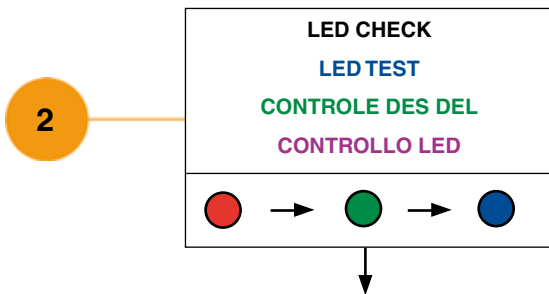 LED CHECK
LED TEST
CONTROLE DES DEL
CONTROLLO LED
2